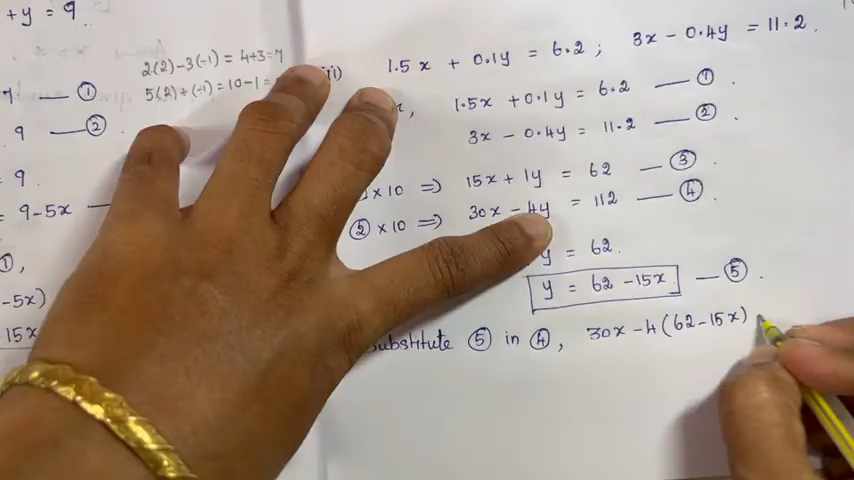 + y = 9
2(2) - 3(-1) = 4+3 = 7
5(2) + (-1) = 10 - 1 =
7 — ①
9 — ②
= 9
= 9 - 5x —
①,
-5x)
15x
ii) 1.5x + 0.1y = 6.2 ; 3x - 0.4y = 11.2.
x, 1.5x + 0.1y = 6.2 — ①.
3x - 0.4y = 11.2 — ②.
× 10 ⇒ 15x + 1y = 62 — ③.
② × 10 ⇒ 30x - 4y = 112 — ④.
y = 62.
y = 62 - 15x. — ⑤.
Substitute ⑤ in ④, 30x - 4(62 - 15x)